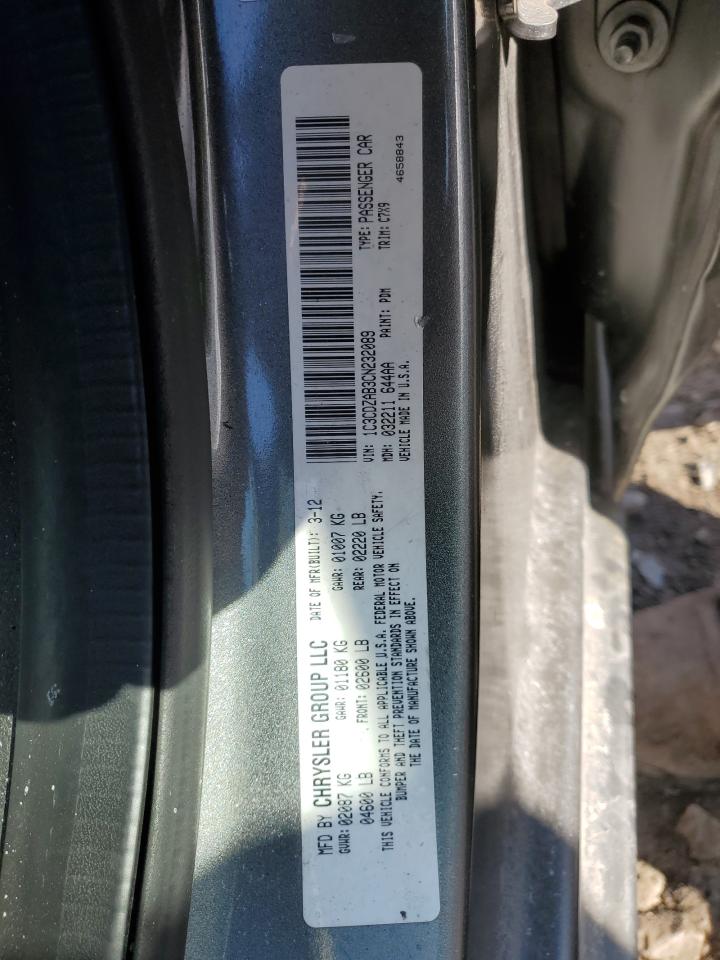 MFD BY CHRYSLER GROUP LLC DATE OF MFR(BUILT): 3-12
GVWR: 02087 KG GAWR: 01180 KG GAWR: 01007 KG
04600 LB FRONT: 02600 LB REAR: 02220 LB
THIS VEHICLE CONFORMS TO ALL APPLICABLE U.S.A. FEDERAL MOTOR VEHICLE SAFETY,
BUMPER AND THEFT PREVENTION STANDARDS IN EFFECT ON
THE DATE OF MANUFACTURE SHOWN ABOVE.
VIN: 1C3CDZAB3CN232089 TYPE: PASSENGER CAR
MDH: 032211 644AA PAINT: PDM TRIM: C7X9
VEHICLE MADE IN U.S.A. 4658843